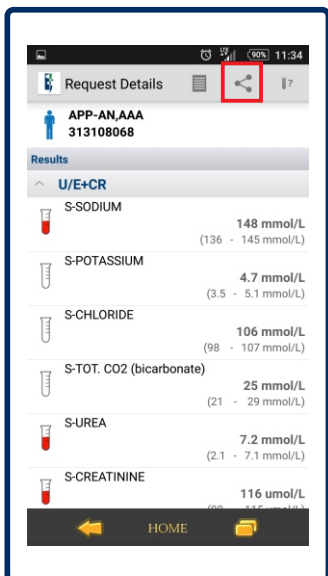 90% 11:34
Request Details
?
APP-AN,AAA
313108068
Results
U/E+CR
S-SODIUM
148 mmol/L
(136 - 145 mmol/L)
S-POTASSIUM
4.7 mmol/L
(3.5 - 5.1 mmol/L)
S-CHLORIDE
106 mmol/L
(98 - 107 mmol/L)
S-TOT. CO2 (bicarbonate)
25 mmol/L
(21 - 29 mmol/L)
S-UREA
7.2 mmol/L
(2.1 - 7.1 mmol/L)
S-CREATININE
116 umol/L
HOME